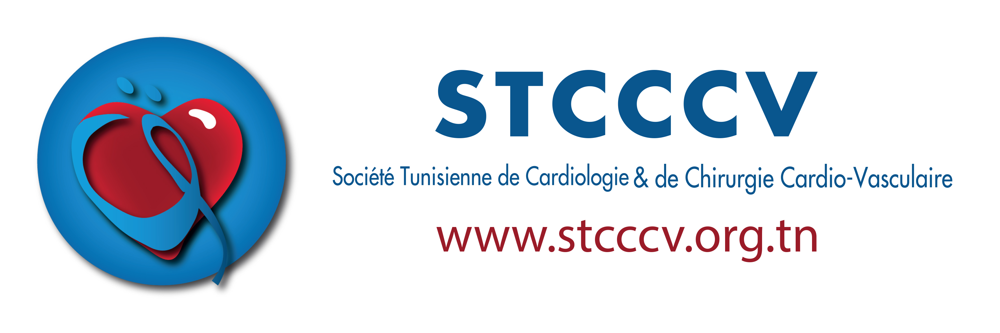 STCCCV
Société Tunisienne de Cardiologie & de Chirurgie Cardio-Vasculaire
www.stcccv.org.tn